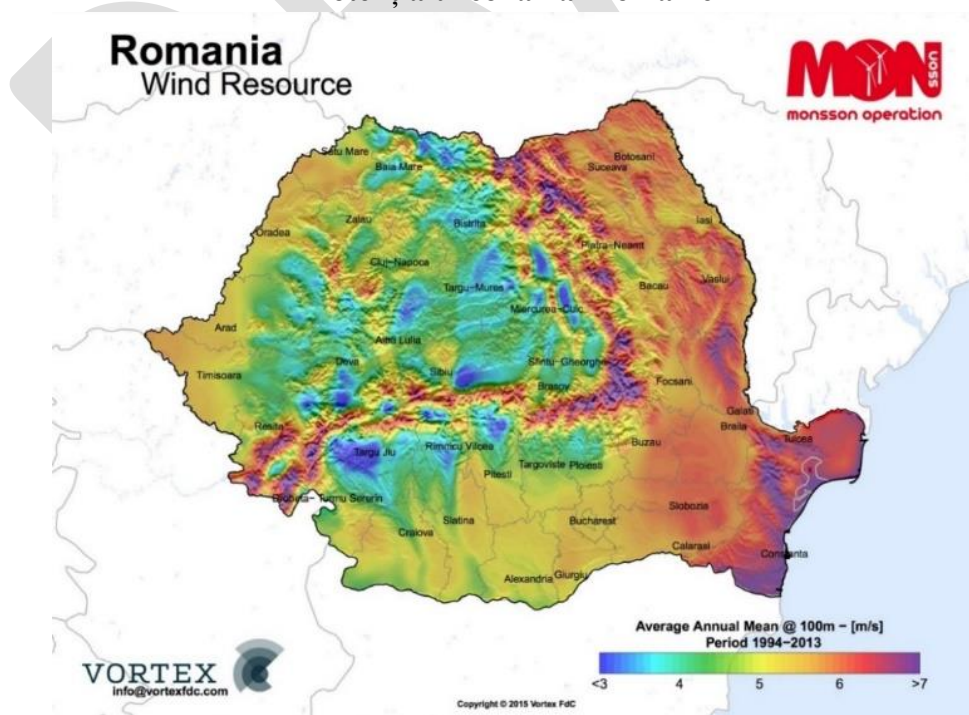 Romania
Wind Resource
MON
sson
monsson operation
Satu Mare
Baia Mare
Botosani
Suceava
Zalau
Bistrita
Iasi
Oradea
Piatra-Neamt
Cluj-Napoca
Targu-Mures
Bacau
Vaslui
Miercurea-Ciuc
Arad
Alba Lulia
Deva
Sibiu
Sfintu-Gheorghe
Timisoara
Brasov
Focsani
Resita
Galati
Braila
Tulcea
Targu Jiu
Rimnicu Vilcea
Buzau
Pitesti
Targoviste
Ploiesti
Drobeta-Turnu Severin
Slobozia
Craiova
Slatina
Bucharest
Calarasi
Constanta
Alexandria
Giurgiu
Average Annual Mean @ 100m - [m/s]
Period 1994-2013
<3 4 5 6 >7
VORTEX
info@vortexfdc.com
Copyright © 2015 Vortex FdC